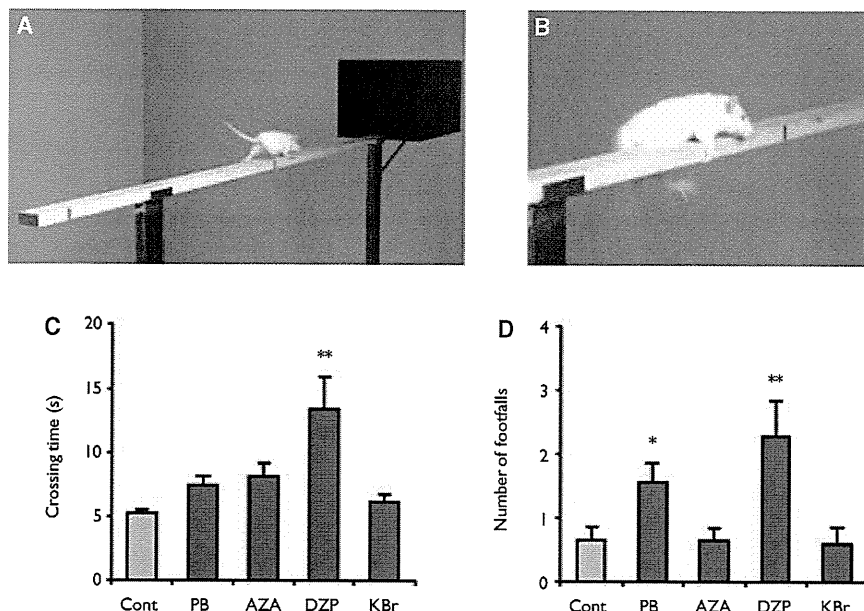 A
B
C
20
15
10
5
0
Crossing time (s)
**
Cont PB AZA DZP KBr
D
4
3
2
1
0
Number of footfalls
*
**
Cont PB AZA DZP KBr